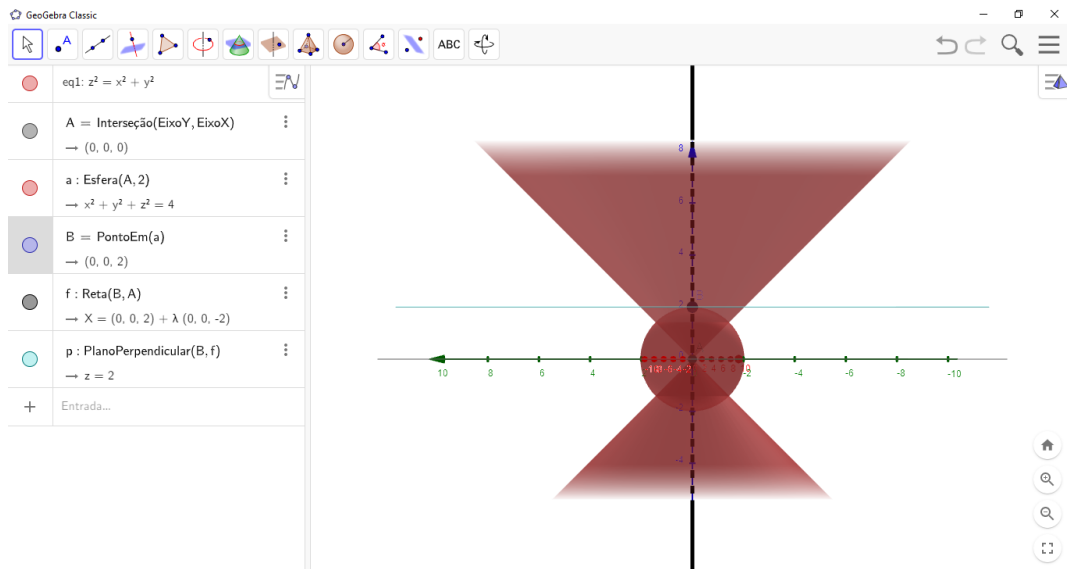 GeoGebra Classic
ABC
eq1: z² = x² + y²
A = Interseção(EixoY, EixoX)
→ (0, 0, 0)
a : Esfera(A, 2)
→ x² + y² + z² = 4
B = PontoEm(a)
→ (0, 0, 2)
f : Reta(B, A)
→ X = (0, 0, 2) + λ (0, 0, -2)
p : PlanoPerpendicular(B, f)
→ z = 2
Entrada...
8
6
4
2
10 8 6 4 -2 -4 -6 -8 -10
-2
-4